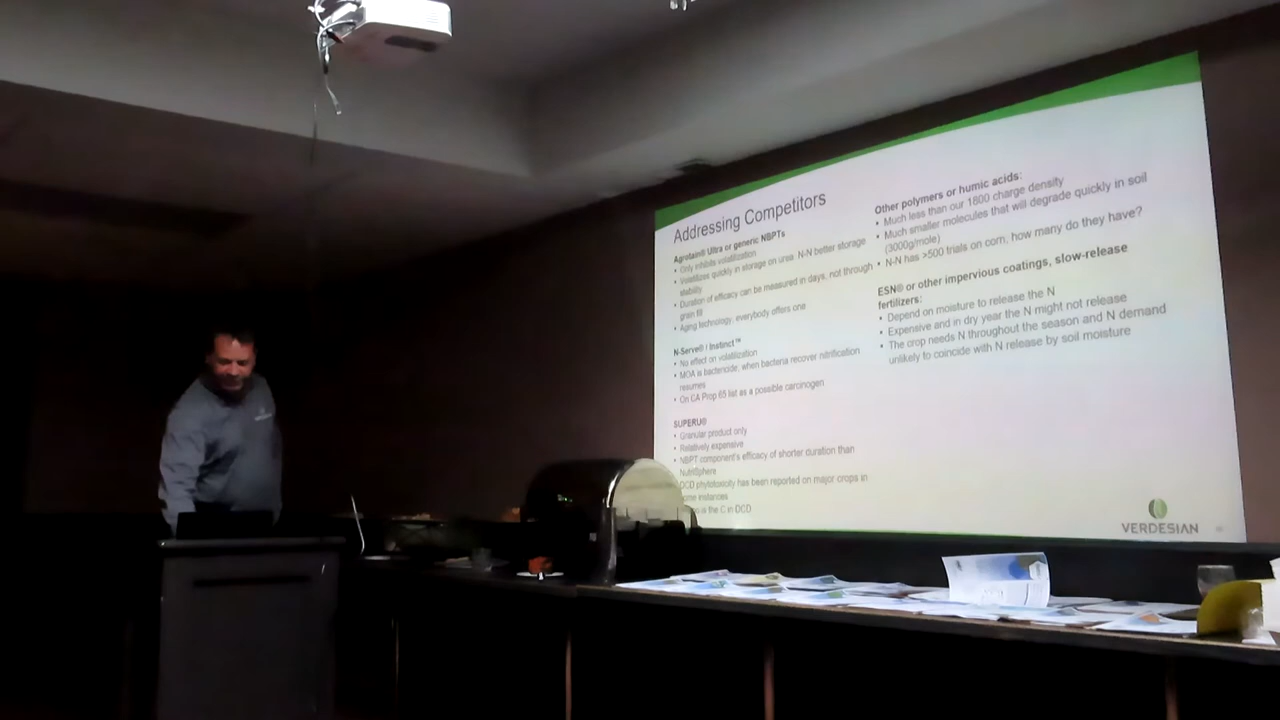 Addressing Competitors
Agrotain® Ultra or generic NBPTs
• Only inhibits volatilization
• Volatilizes quickly in storage on urea N-N better storage
stability
• Duration of efficacy can be measured in days, not through
grain fill
• Aging technology, everybody offers one
N-Serve® / Instinct™
• No effect on volatilization
• MOA is bactericide, when bacteria recover nitrification
resumes
• On CA Prop 65 list as a possible carcinogen
SUPERU®
• Granular product only
• Relatively expensive
• NBPT component's efficacy of shorter duration than
NutriSphere
DCD phytotoxicity has been reported on major crops in
some instances
is the C in DCD
Other polymers or humic acids:
• Much less than our 1800 charge density
• Much smaller molecules that will degrade quickly in soil
(3000g/mole)
• N-N has >500 trials on corn, how many do they have?
ESN® or other impervious coatings, slow-release
fertilizers:
• Depend on moisture to release the N
• Expensive and in dry year the N might not release
• The crop needs N throughout the season and N demand
unlikely to coincide with N release by soil moisture
VERDESIAN